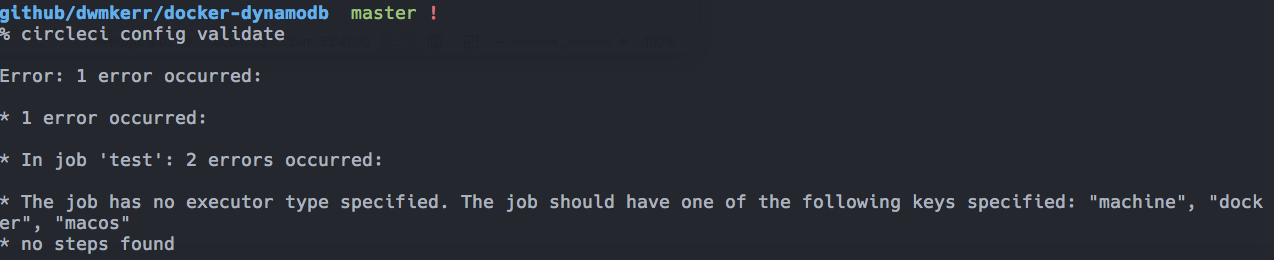 github/dwmkerr/docker-dynamodb  master !
% circleci config validate
Error: 1 error occurred:
* 1 error occurred:
* In job 'test': 2 errors occurred:
* The job has no executor type specified. The job should have one of the following keys specified: "machine", "dock
er", "macos"
* no steps found